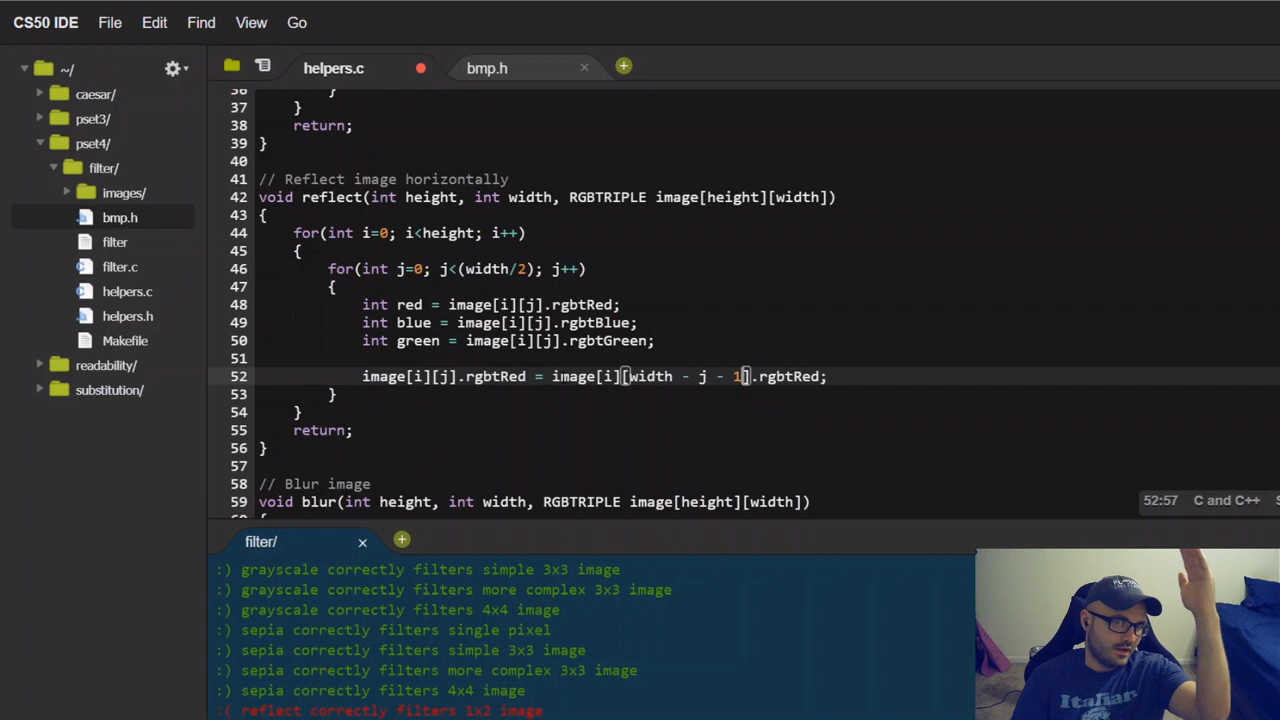 CS50 IDE File Edit Find View Go
~/
caesar/
pset3/
pset4/
filter/
images/
bmp.h
filter
filter.c
helpers.c
helpers.h
Makefile
readability/
substitution/
helpers.c bmp.h
36 }
37 }
38 return;
39 }
40
41 // Reflect image horizontally
42 void reflect(int height, int width, RGBTRIPLE image[height][width])
43 {
44 for(int i=0; i<height; i++)
45 {
46 for(int j=0; j<(width/2); j++)
47 {
48 int red = image[i][j].rgbtRed;
49 int blue = image[i][j].rgbtBlue;
50 int green = image[i][j].rgbtGreen;
51
52 image[i][j].rgbtRed = image[i][width - j - 1].rgbtRed;
53 }
54 }
55 return;
56 }
57
58 // Blur image
59 void blur(int height, int width, RGBTRIPLE image[height][width])
60 {
52:57 C and C++
filter/
:) grayscale correctly filters simple 3x3 image
:) grayscale correctly filters more complex 3x3 image
:) grayscale correctly filters 4x4 image
:) sepia correctly filters single pixel
:) sepia correctly filters simple 3x3 image
:) sepia correctly filters more complex 3x3 image
:) sepia correctly filters 4x4 image
:( reflect correctly filters 1x2 image
Italian